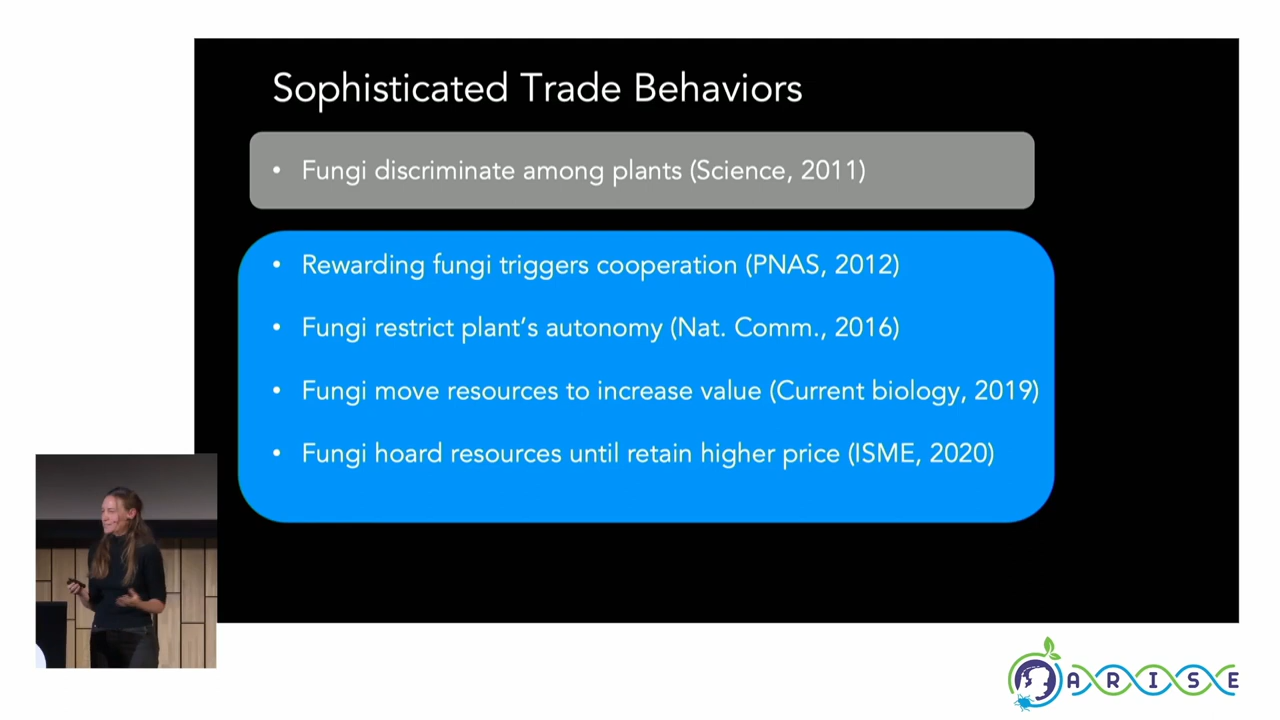 Sophisticated Trade Behaviors
• Fungi discriminate among plants (Science, 2011)
• Rewarding fungi triggers cooperation (PNAS, 2012)
• Fungi restrict plant’s autonomy (Nat. Comm., 2016)
• Fungi move resources to increase value (Current biology, 2019)
• Fungi hoard resources until retain higher price (ISME, 2020)
ARISE